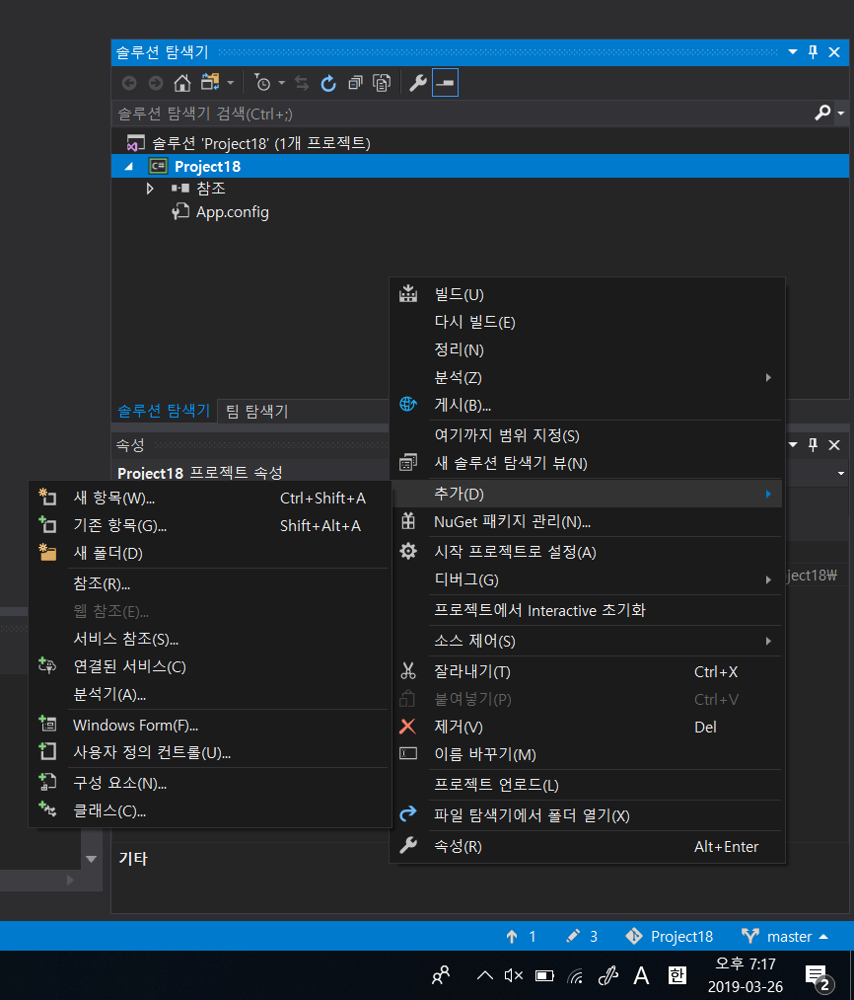 솔루션 탐색기
솔루션 탐색기 검색(Ctrl+;)
솔루션 'Project18' (1개 프로젝트)
C# Project18
참조
App.config
솔루션 탐색기 팀 탐색기
속성
Project18 프로젝트 속성
빌드(U)
다시 빌드(E)
정리(N)
분석(Z)
게시(B)...
여기까지 범위 지정(S)
새 솔루션 탐색기 뷰(N)
추가(D)
NuGet 패키지 관리(N)...
시작 프로젝트로 설정(A)
디버그(G)
프로젝트에서 Interactive 초기화
소스 제어(S)
잘라내기(T) Ctrl+X
붙여넣기(P) Ctrl+V
제거(V) Del
이름 바꾸기(M)
프로젝트 언로드(L)
파일 탐색기에서 폴더 열기(X)
속성(R) Alt+Enter
새 항목(W)... Ctrl+Shift+A
기존 항목(G)... Shift+Alt+A
새 폴더(D)
참조(R)...
웹 참조(E)...
서비스 참조(S)...
연결된 서비스(C)
분석기(A)...
Windows Form(F)...
사용자 정의 컨트롤(U)...
구성 요소(N)...
클래스(C)...
ject18₩
기타
1 3 Project18 master
A 한 오후 7:17
2019-03-26
2